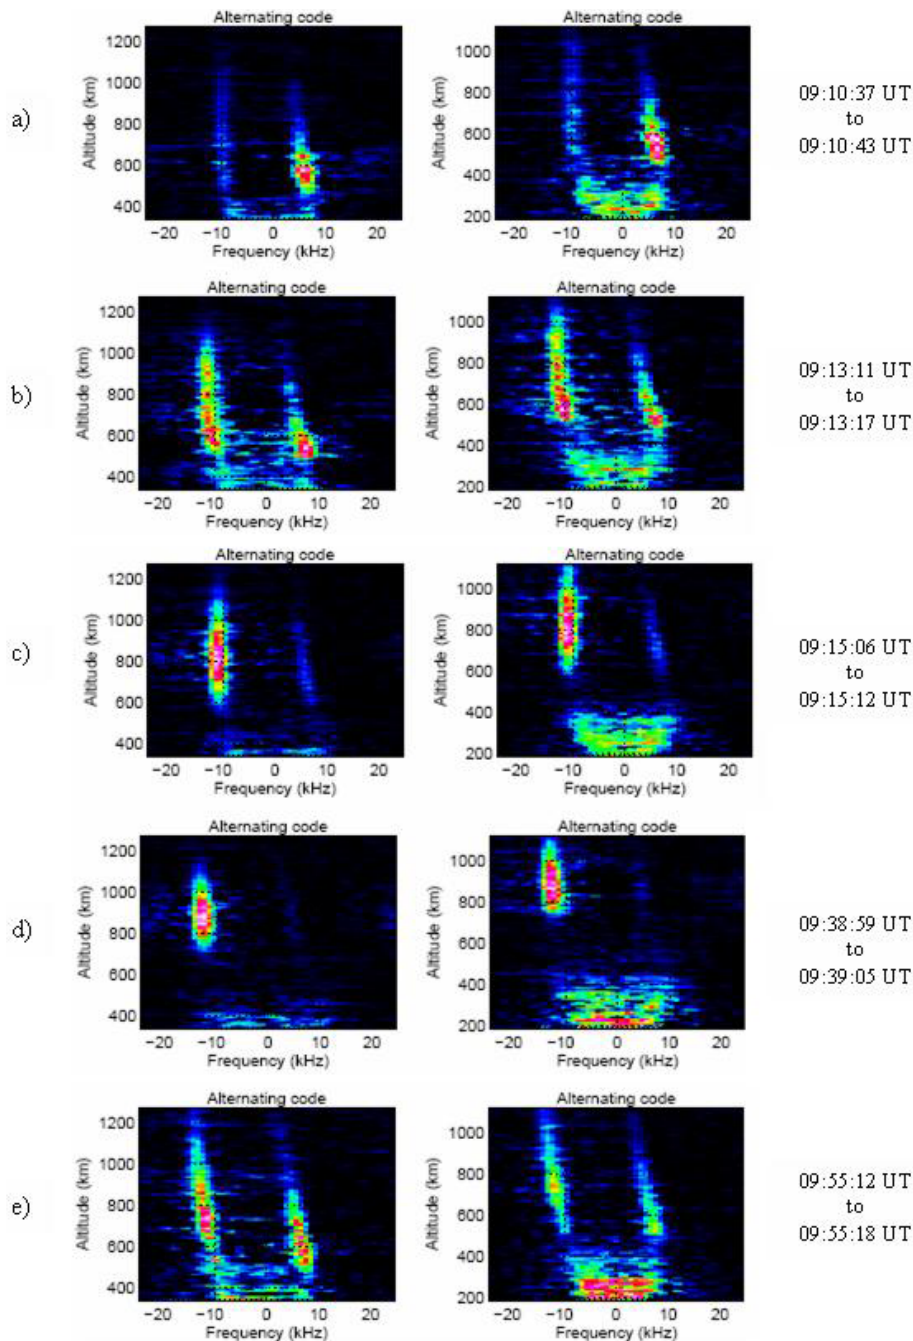 Alternating code
Alternating code
1200
1000
800
600
400
Altitude (km)
−20 −10 0 10 20
Frequency (kHz)
1000
800
600
400
200
Altitude (km)
−20 −10 0 10 20
Frequency (kHz)
a)
09:10:37 UT
to
09:10:43 UT
Alternating code
Alternating code
1200
1000
800
600
400
Altitude (km)
−20 −10 0 10 20
Frequency (kHz)
1000
800
600
400
200
Altitude (km)
−20 −10 0 10 20
Frequency (kHz)
b)
09:13:11 UT
to
09:13:17 UT
Alternating code
Alternating code
1200
1000
800
600
400
Altitude (km)
−20 −10 0 10 20
Frequency (kHz)
1000
800
600
400
200
Altitude (km)
−20 −10 0 10 20
Frequency (kHz)
c)
09:15:06 UT
to
09:15:12 UT
Alternating code
Alternating code
1200
1000
800
600
400
Altitude (km)
−20 −10 0 10 20
Frequency (kHz)
1000
800
600
400
200
Altitude (km)
−20 −10 0 10 20
Frequency (kHz)
d)
09:38:59 UT
to
09:39:05 UT
Alternating code
Alternating code
1200
1000
800
600
400
Altitude (km)
−20 −10 0 10 20
Frequency (kHz)
1000
800
600
400
200
Altitude (km)
−20 −10 0 10 20
Frequency (kHz)
e)
09:55:12 UT
to
09:55:18 UT